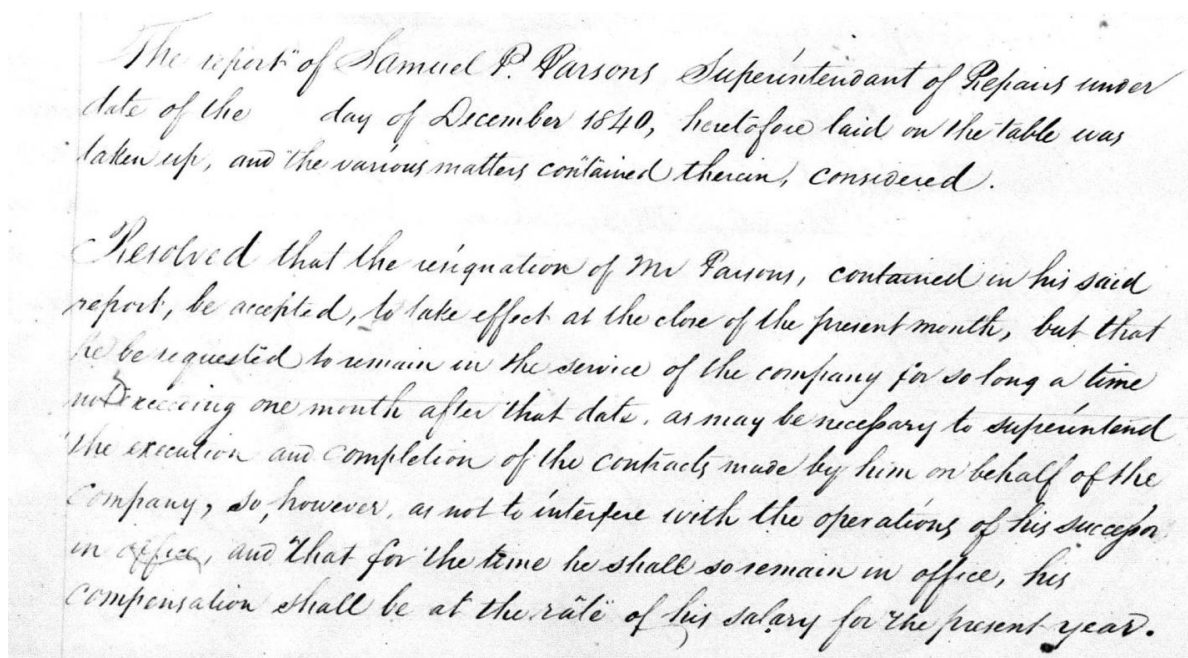 The report of Samuel P. Parsons Superintendant of Repairs under
date of the day of December 1840, heretofore laid on the table was
taken up, and the various matters contained therein, considered.
Resolved that the resignation of Mr Parsons, contained in his said
report, be accepted, to take effect at the close of the present month, but that
he be requested to remain in the service of the company for so long a time
not exceeding one month after that date, as may be necessary to superintend
the execution and completion of the contracts made by him on behalf of the
company, so, however, as not to interfere with the operations of his successor
in office, and that for the time he shall so remain in office, his
compensation shall be at the rate of his salary for the present year.